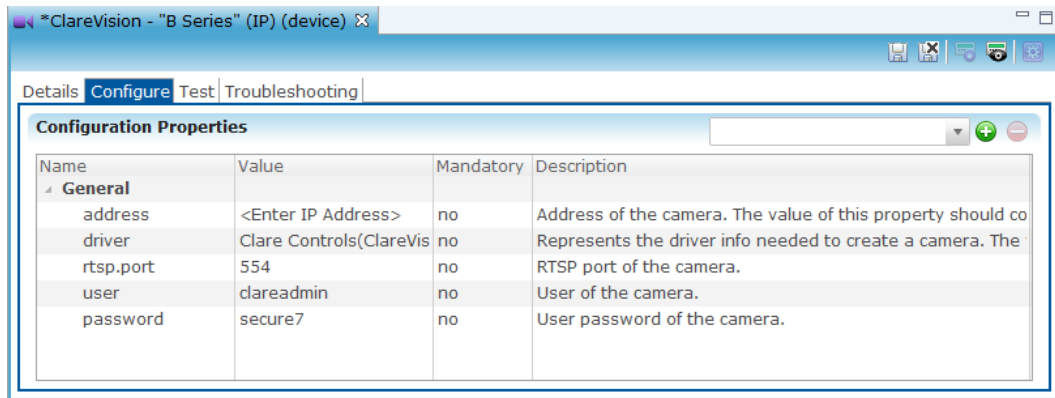 *ClareVision - "B Series" (IP) (device)
Details Configure Test Troubleshooting
Configuration Properties
Name Value Mandatory Description
General
address <Enter IP Address> no Address of the camera. The value of this property should co
driver Clare Controls(ClareVis no Represents the driver info needed to create a camera. The
rtsp.port 554 no RTSP port of the camera.
user clareadmin no User of the camera.
password secure7 no User password of the camera.